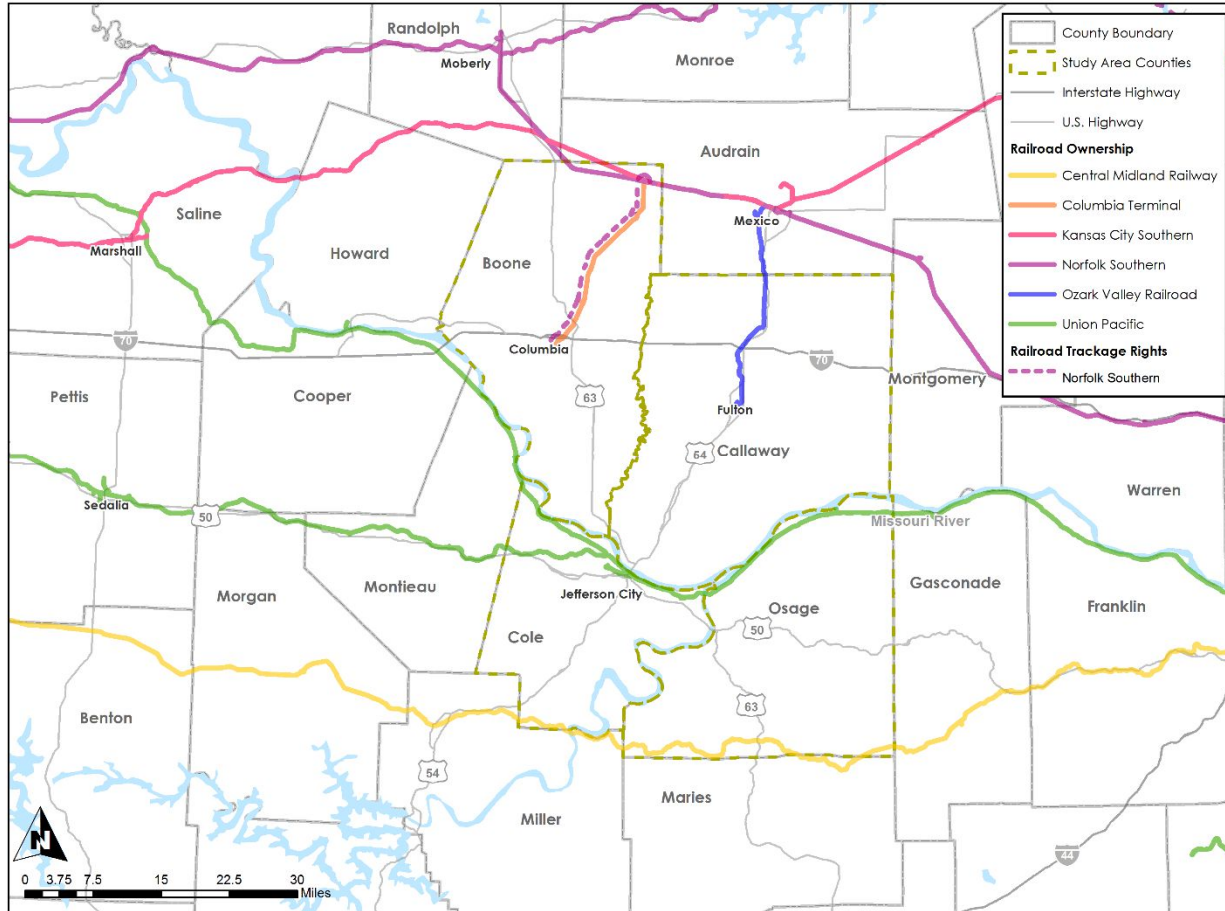 Randolph
Moberly
Monroe
Audrain
Mexico
Saline
Marshall
Howard
Boone
Columbia
70
Pettis
Cooper
63
Fulton
54
Callaway
70
Montgomery
Warren
Sedalia
50
Missouri River
Morgan
Montieau
Jefferson City
Cole
Osage
50
Gasconade
Franklin
Benton
63
54
Miller
Maries
44
N
0 3.75 7.5 15 22.5 30
Miles
County Boundary
Study Area Counties
Interstate Highway
U.S. Highway
Railroad Ownership
Central Midland Railway
Columbia Terminal
Kansas City Southern
Norfolk Southern
Ozark Valley Railroad
Union Pacific
Railroad Trackage Rights
Norfolk Southern